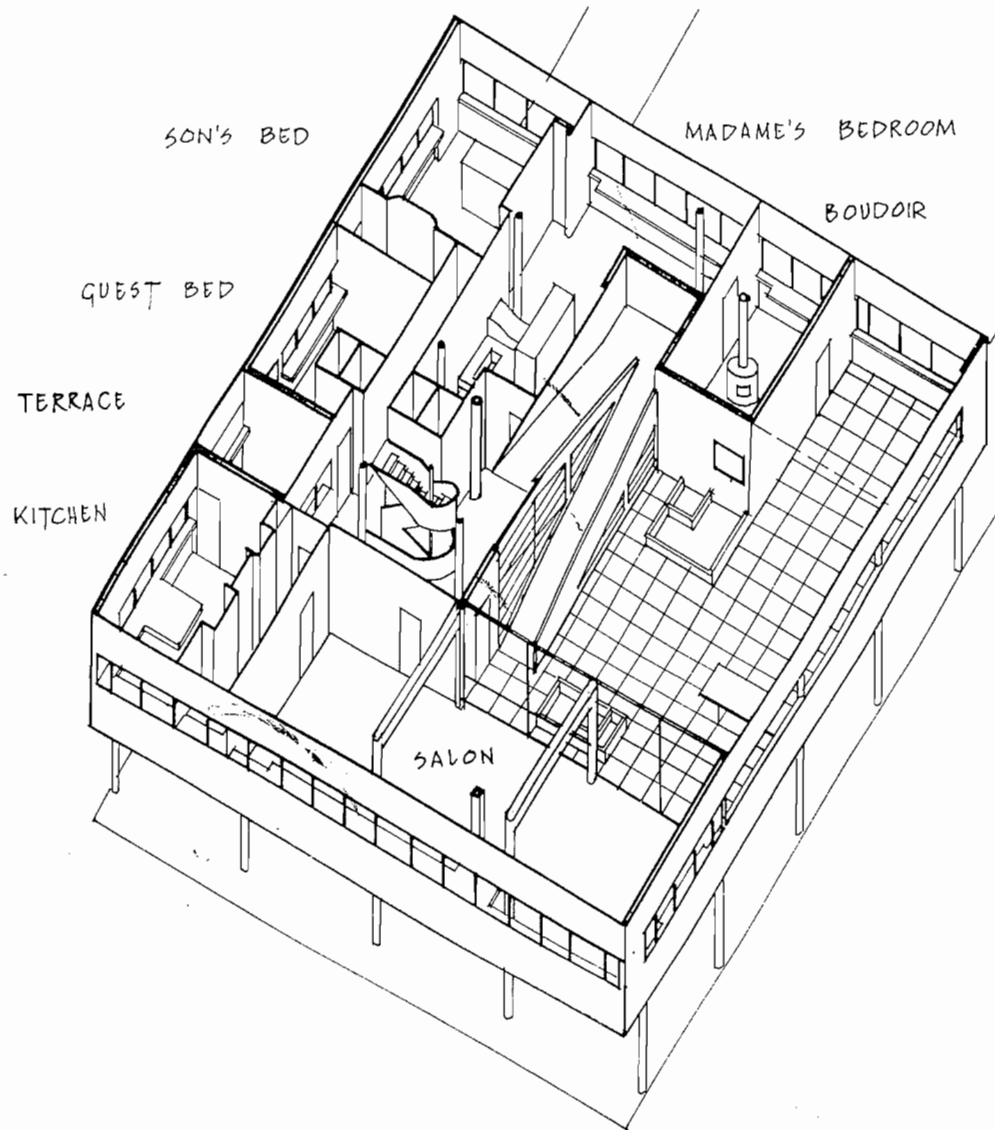 SON'S BED
MADAME'S BEDROOM
BOUDOIR
GUEST BED
TERRACE
KITCHEN
SALON